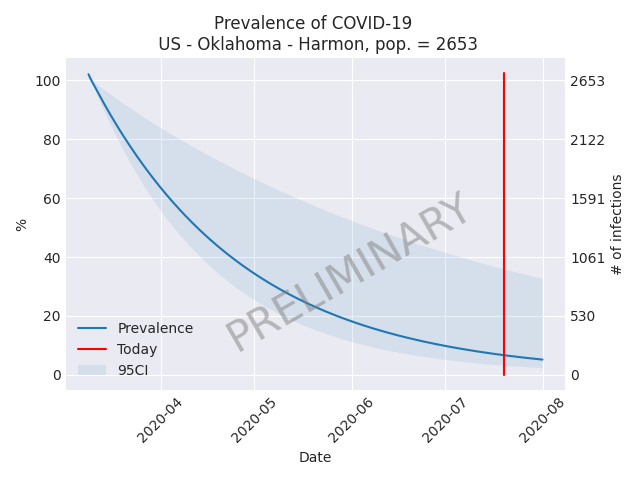 Prevalence of COVID-19
US - Oklahoma - Harmon, pop. = 2653
100
80
60
40
20
0
%
2653
2122
1591
1061
530
0
# of infections
PRELIMINARY
Prevalence
Today
95CI
2020-04
2020-05
2020-06
2020-07
2020-08
Date